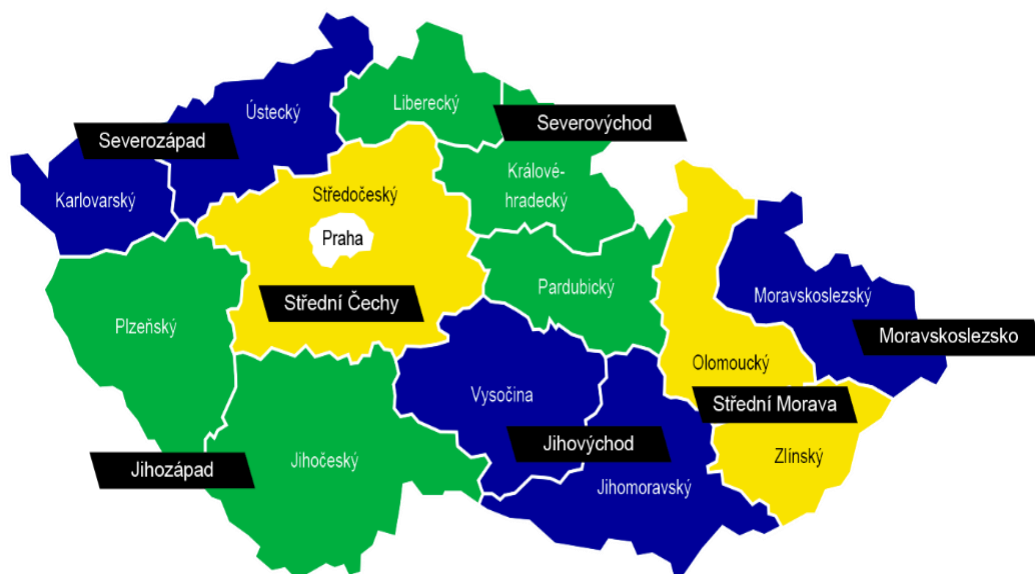 Ústecký
Liberecký
Severozápad
Severovýchod
Karlovarský
Středočeský
Králové-
hradecký
Praha
Pardubický
Střední Čechy
Moravskoslezský
Plzeňský
Moravskoslezsko
Olomoucký
Vysočina
Střední Morava
Jihovýchod
Zlínský
Jihočeský
Jihozápad
Jihomoravský